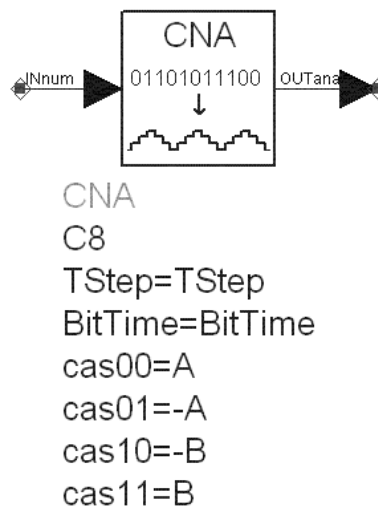 CNA
INnum
01101011100
OUTana
CNA
C8
TStep=TStep
BitTime=BitTime
cas00=A
cas01=-A
cas10=-B
cas11=B